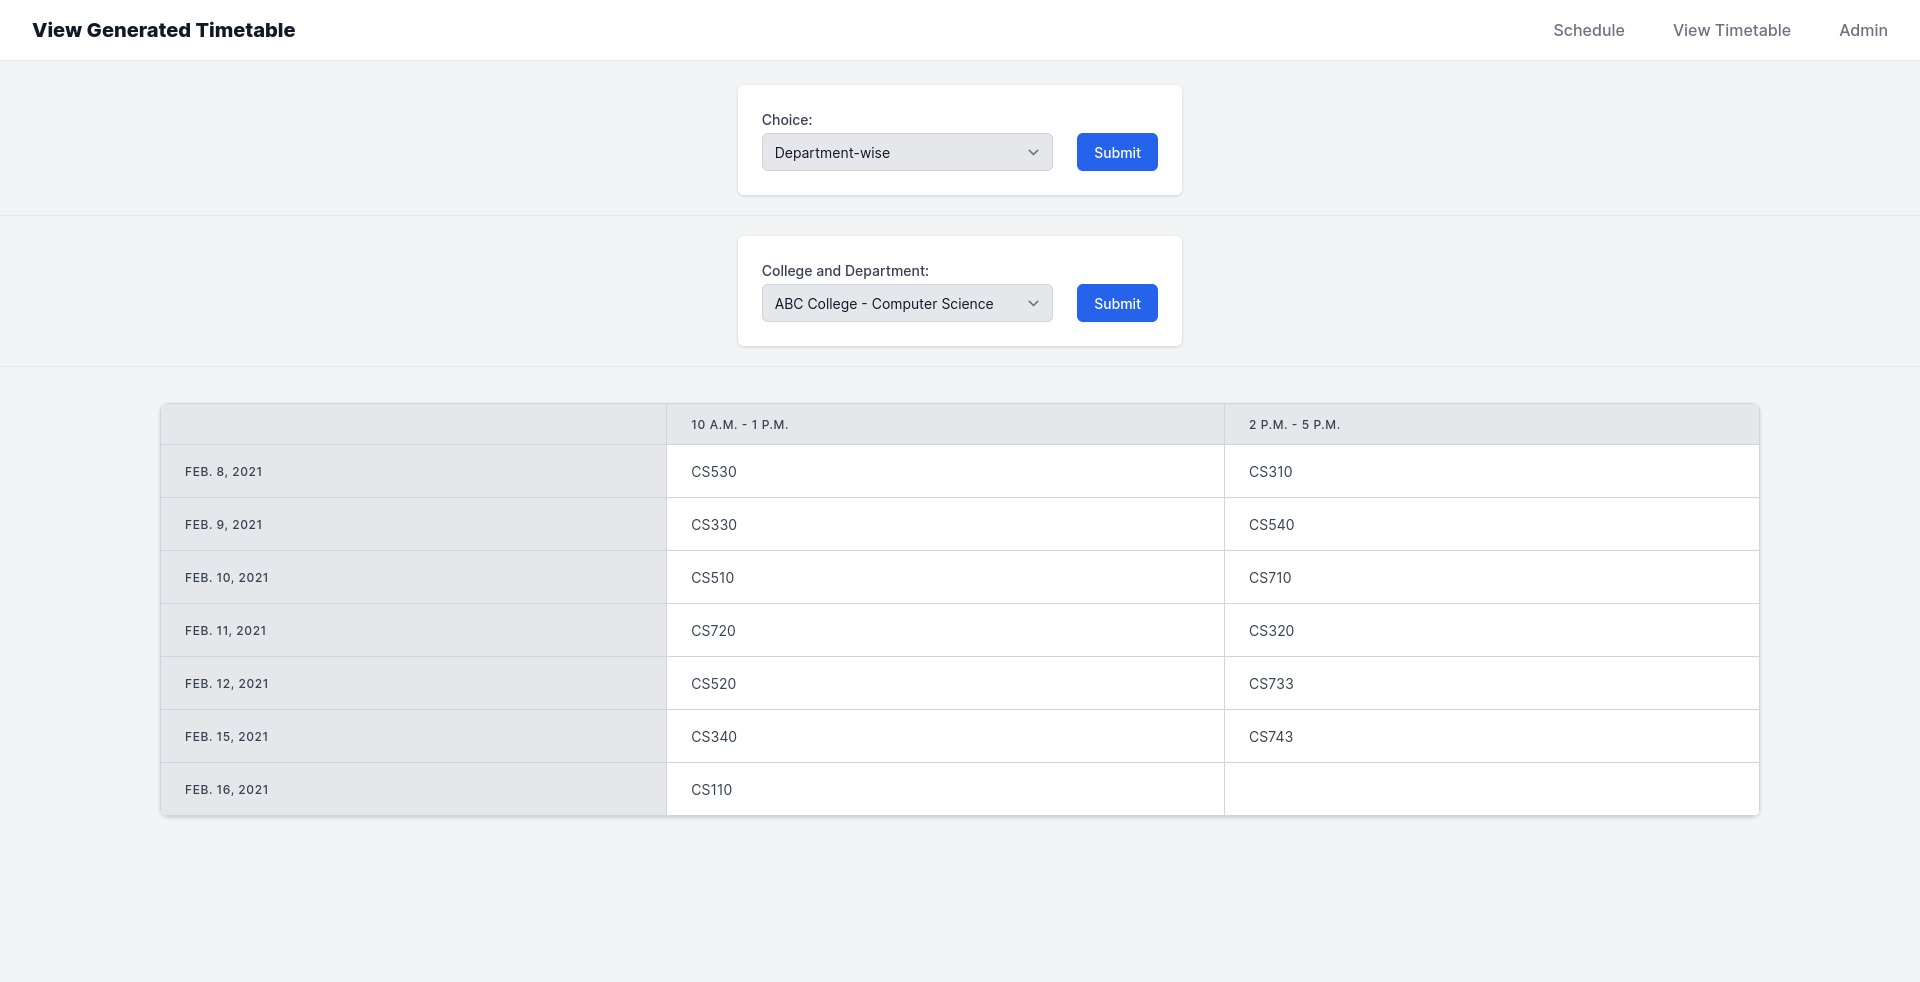 View Generated Timetable
Schedule View Timetable Admin
Choice:
Department-wise Submit
College and Department:
ABC College - Computer Science Submit
10 A.M. - 1 P.M. 2 P.M. - 5 P.M.
FEB. 8, 2021 CS530 CS310
FEB. 9, 2021 CS330 CS540
FEB. 10, 2021 CS510 CS710
FEB. 11, 2021 CS720 CS320
FEB. 12, 2021 CS520 CS733
FEB. 15, 2021 CS340 CS743
FEB. 16, 2021 CS110